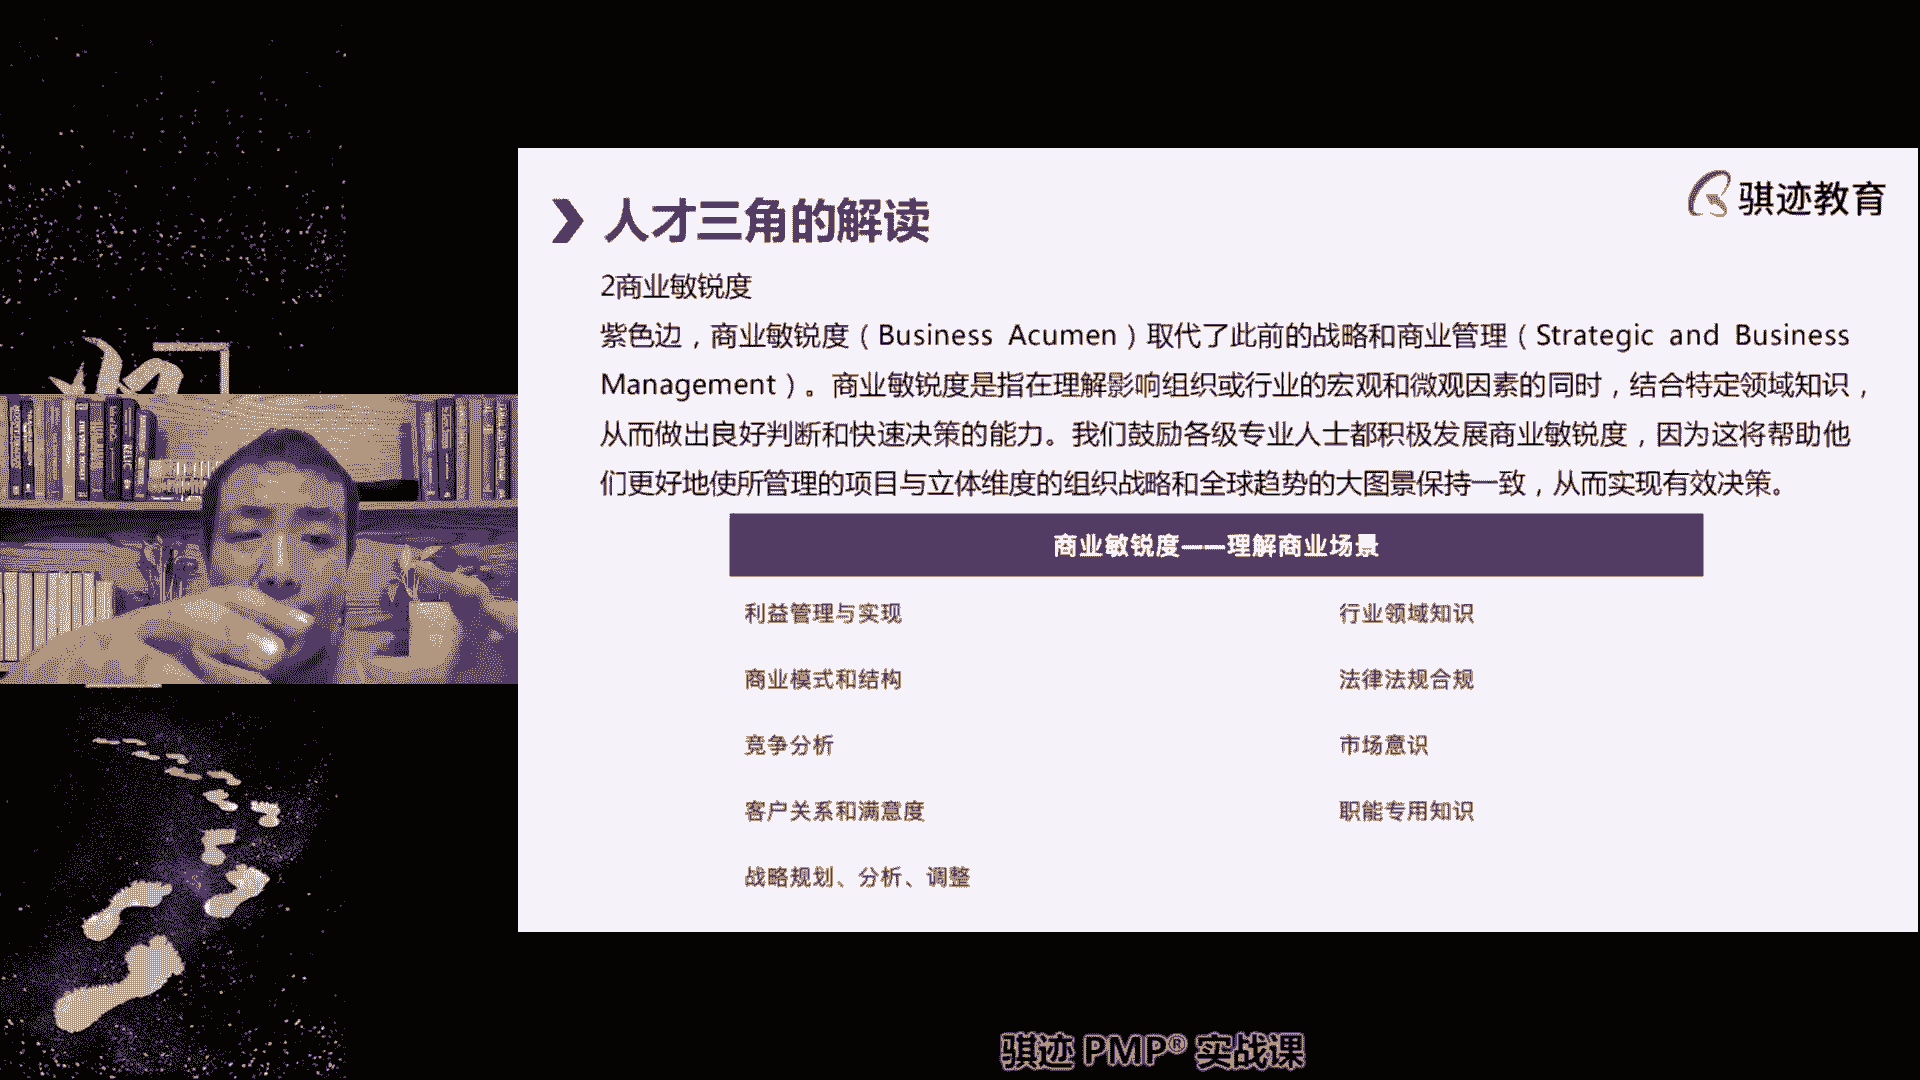 骐迹教育
人才三角的解读
2商业敏锐度
紫色边，商业敏锐度（Business Acumen）取代了此前的战略和商业管理（Strategic and Business
Management）。商业敏锐度是指在理解影响组织或行业的宏观和微观因素的同时，结合特定领域知识，
从而做出良好判断和快速决策的能力。我们鼓励各级专业人士都积极发展商业敏锐度，因为这将帮助他
们更好地使所管理的项目与立体维度的组织战略和全球趋势的大图景保持一致，从而实现有效决策。
商业敏锐度——理解商业场景
利益管理与实现
行业领域知识
商业模式和结构
法律法规合规
竞争分析
市场意识
客户关系和满意度
职能专用知识
战略规划、分析、调整
骐迹 PMP® 实战课